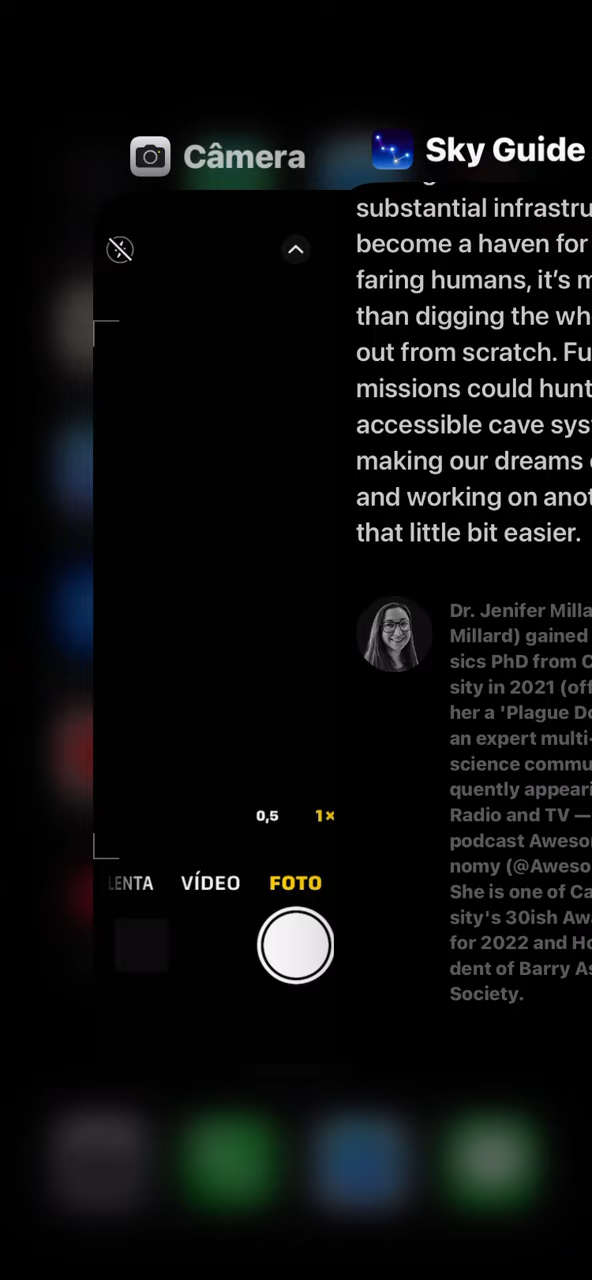 Câmera
Sky Guide
substantial infrastru
become a haven for
faring humans, it's m
than digging the wh
out from scratch. Fu
missions could hunt
accessible cave sys
making our dreams
and working on anot
that little bit easier.
Dr. Jenifer Milla
Millard) gained
sics PhD from C
sity in 2021 (off
her a 'Plague Do
an expert multi-
science commu
quently appeari
Radio and TV —
podcast Aweso
nomy (@Aweso
She is one of Ca
sity's 30ish Awa
for 2022 and Ho
dent of Barry As
Society.
0,5 1×
LENTA VÍDEO FOTO